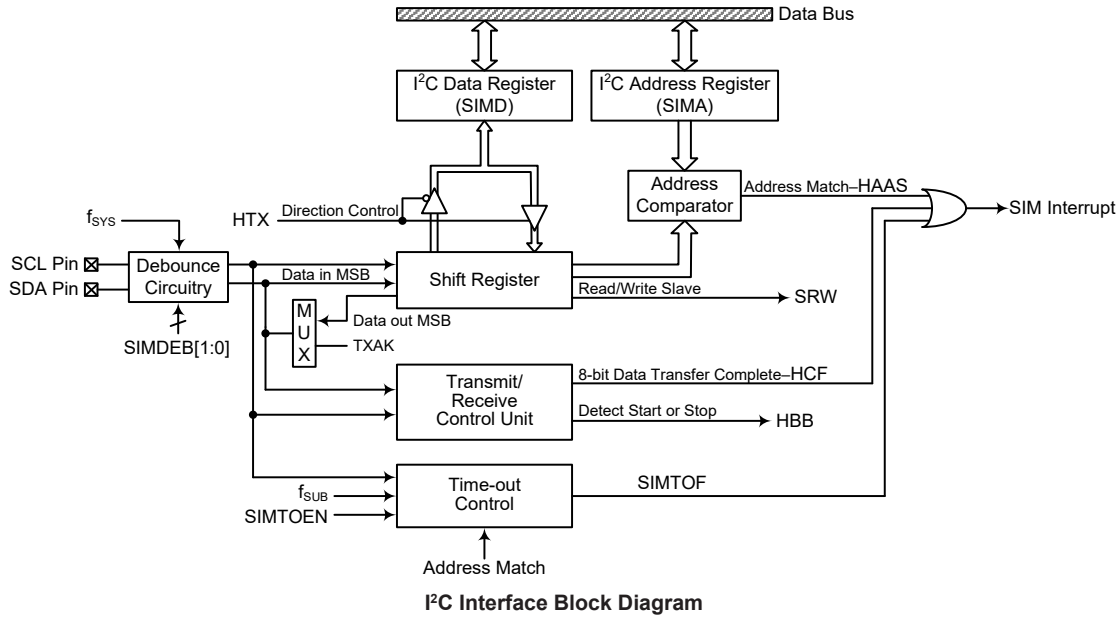 Data Bus
I²C Data Register
(SIMD)
I²C Address Register
(SIMA)
Address
Comparator
Address Match–HAAS
SIM Interrupt
HTX
Direction Control
fSYS
SCL Pin
SDA Pin
Debounce
Circuitry
SIMDEB[1:0]
Data in MSB
Shift Register
Read/Write Slave
SRW
M
U
X
Data out MSB
TXAK
Transmit/
Receive
Control Unit
8-bit Data Transfer Complete–HCF
Detect Start or Stop
HBB
fSUB
SIMTOEN
Time-out
Control
SIMTOF
Address Match
I²C Interface Block Diagram